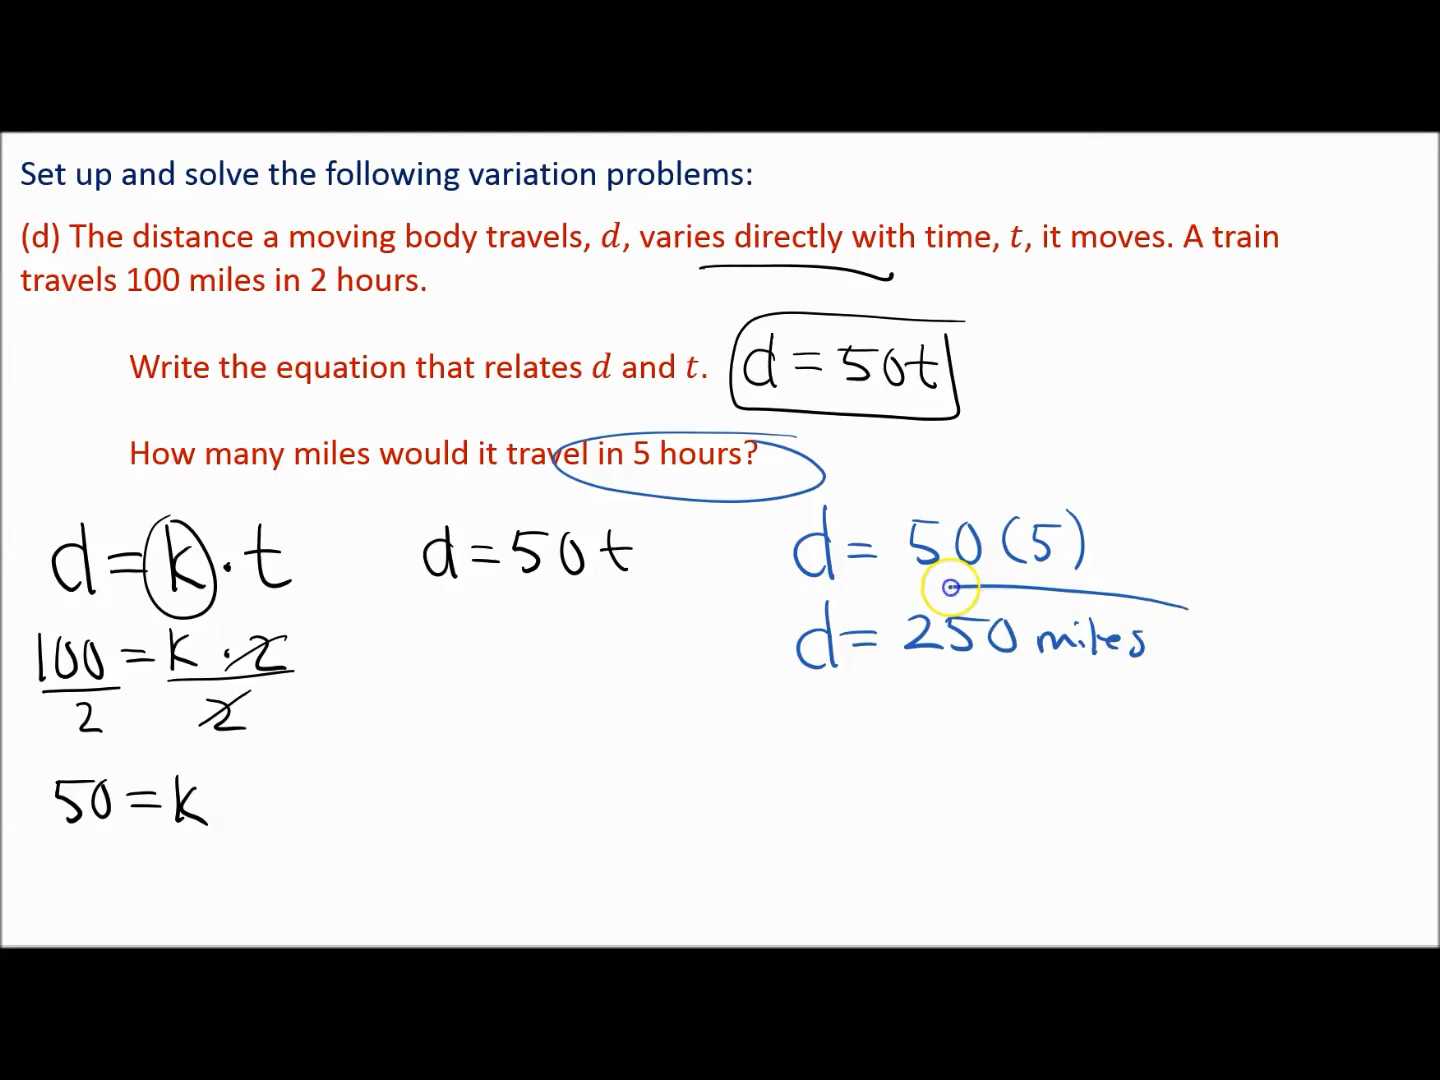 Set up and solve the following variation problems:
(d) The distance a moving body travels, d, varies directly with time, t, it moves. A train
travels 100 miles in 2 hours.
Write the equation that relates d and t.
d = 50t
How many miles would it travel in 5 hours?
d = k · t
d = 50t
d = 50(5)
100 = k · 2
2 2
d = 250 miles
50 = k